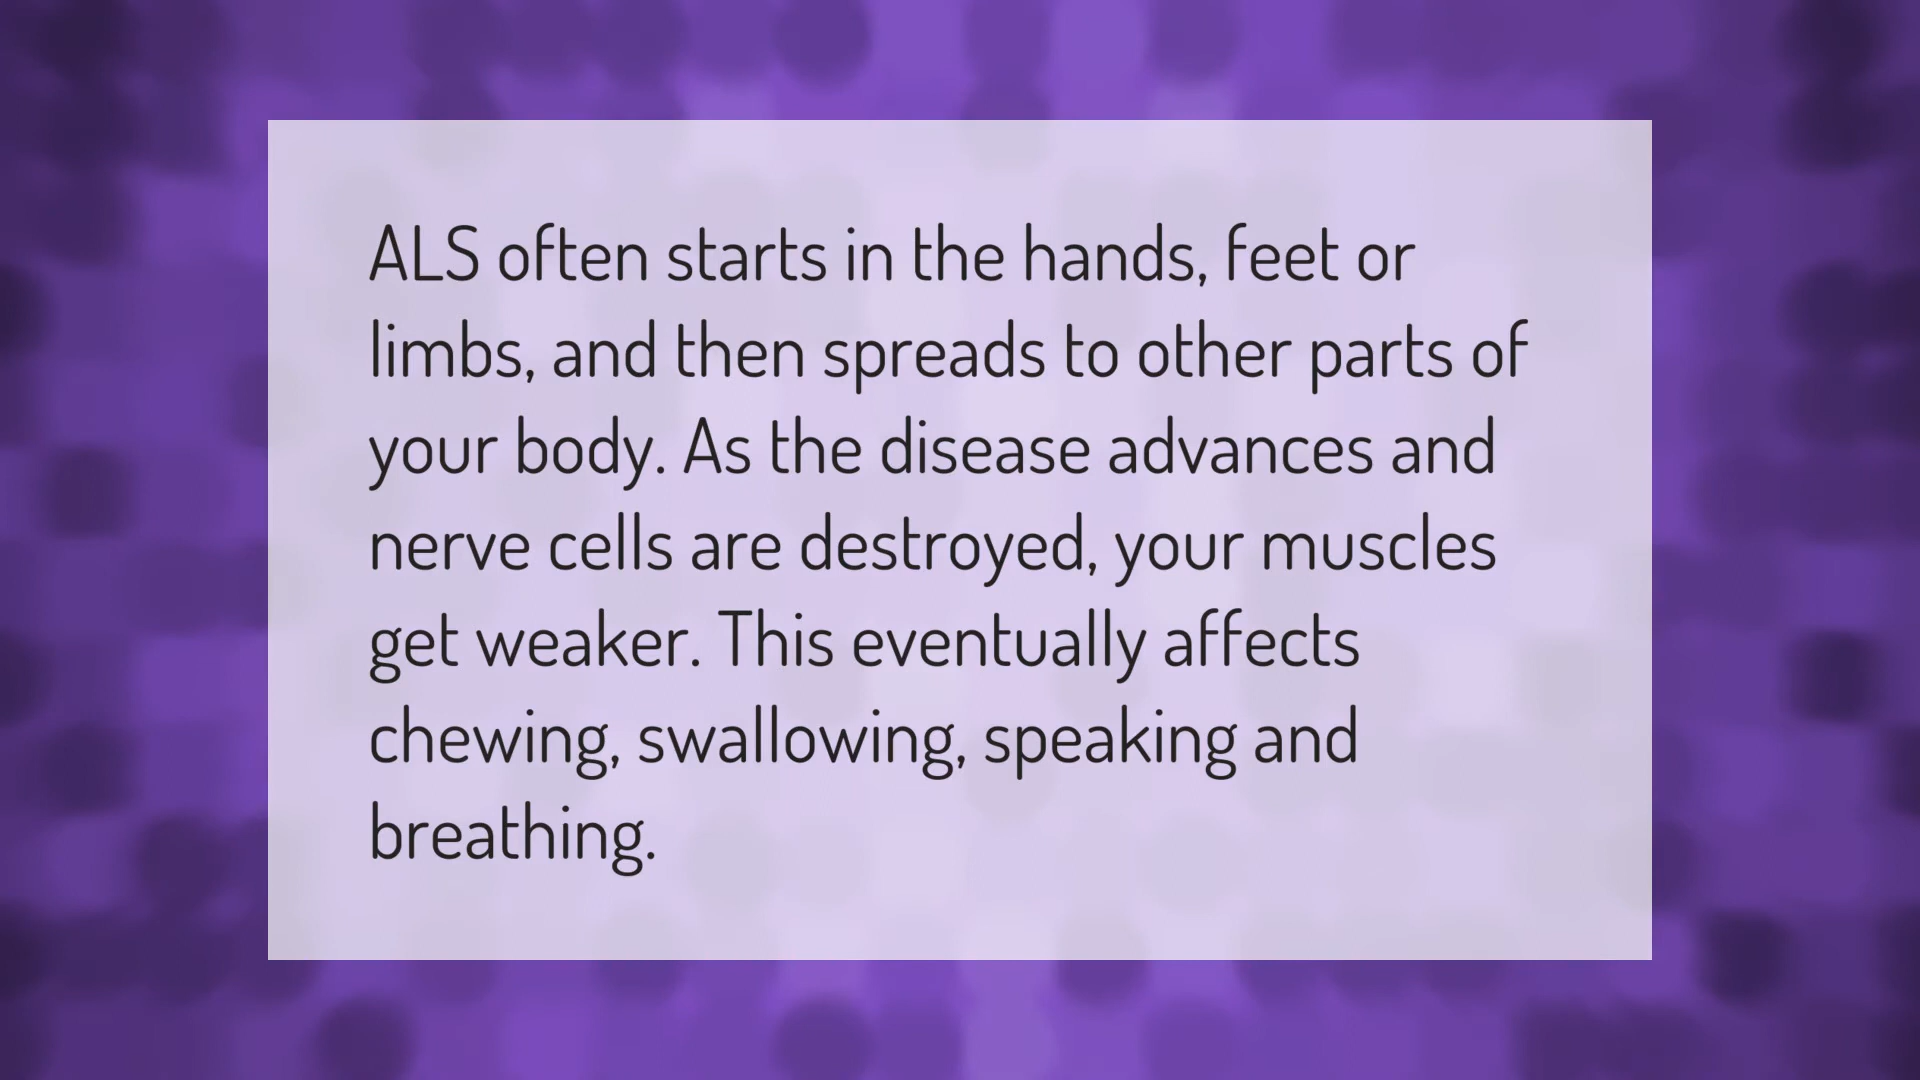 ALS often starts in the hands, feet or
limbs, and then spreads to other parts of
your body. As the disease advances and
nerve cells are destroyed, your muscles
get weaker. This eventually affects
chewing, swallowing, speaking and
breathing.